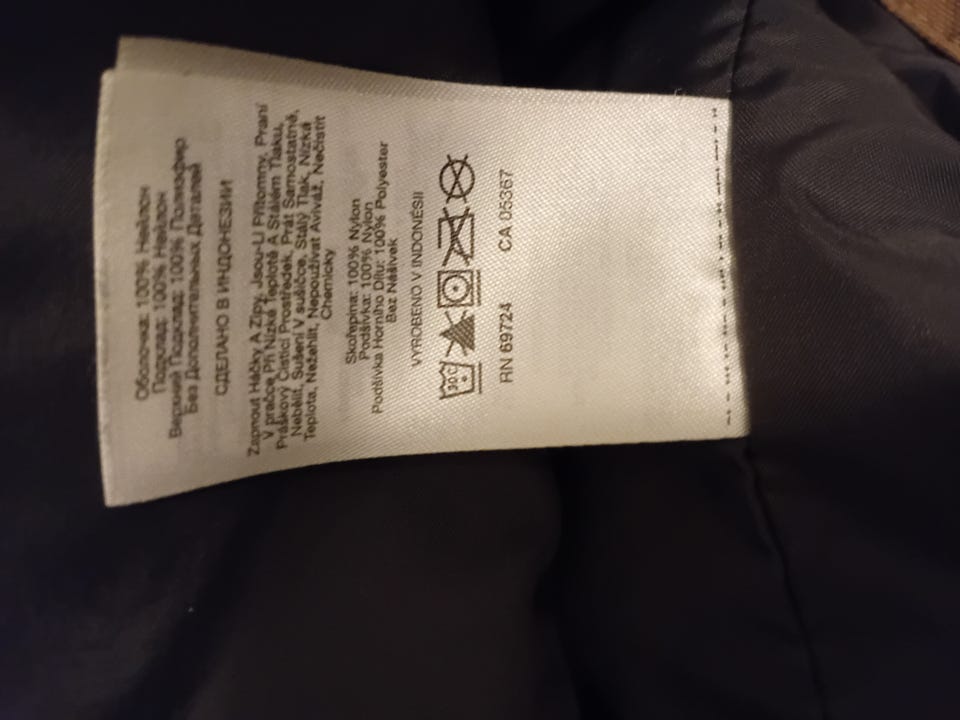 Оболочка: 100% Нейлон
Подклад: 100% Нейлон
Верхний Подклад: 100% Полиэфир
Без Дополнительных Деталей
СДЕЛАНО В ИНДОНЕЗИИ
Zapnout Háčky A Zipy, Jsou-Li Přítomny, Praní
V pračce Při Nízké Teplotě A Stálém Tlaku,
Práškový Čisticí Prostředek, Prát Samostatně,
Nebělit, Sušení V sušičce, Stálý Tlak, Nízká
Teplota, Nežehlit, Nepoužívat Aviváž, Nečistit
Chemicky
Skořepina: 100% Nylon
Podšívka: 100% Nylon
Podšívka Horního Dílu: 100% Polyester
Bez Nášivek
VYROBENO V INDONÉSII
30 C
RN 69724 CA 05367